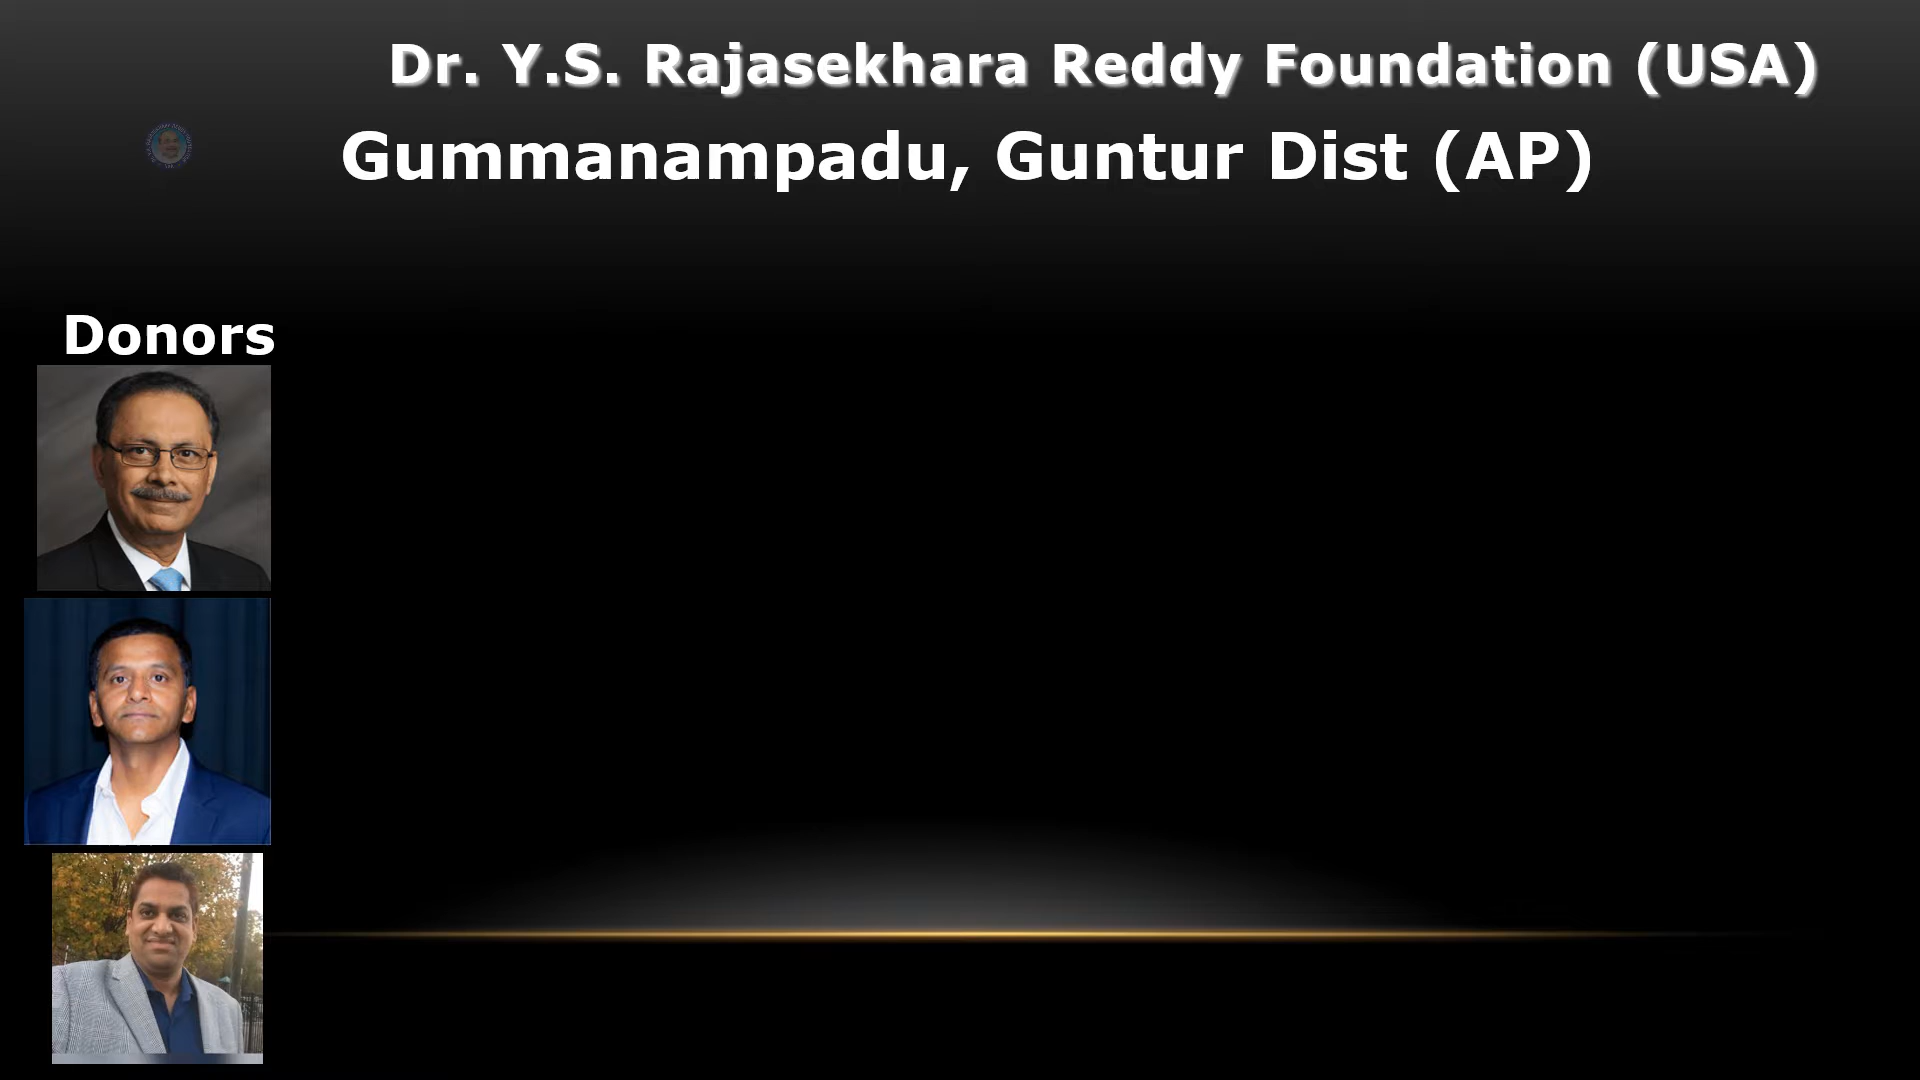 Dr. Y.S. Rajasekhara Reddy Foundation (USA)
Gummanampadu, Guntur Dist (AP)
Donors